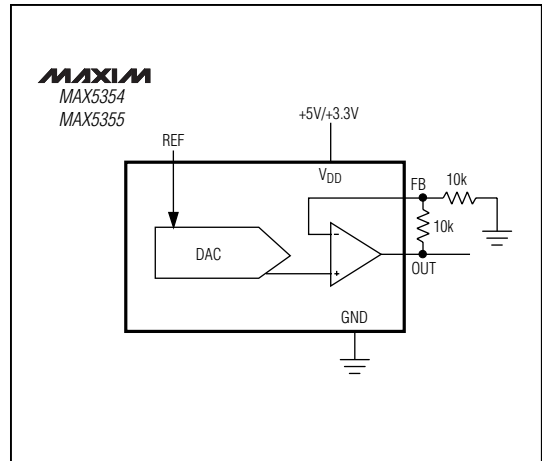 MAXIM
MAX5354
MAX5355
+5V/+3.3V
REF
VDD
FB
10k
10k
DAC
-
+
OUT
GND